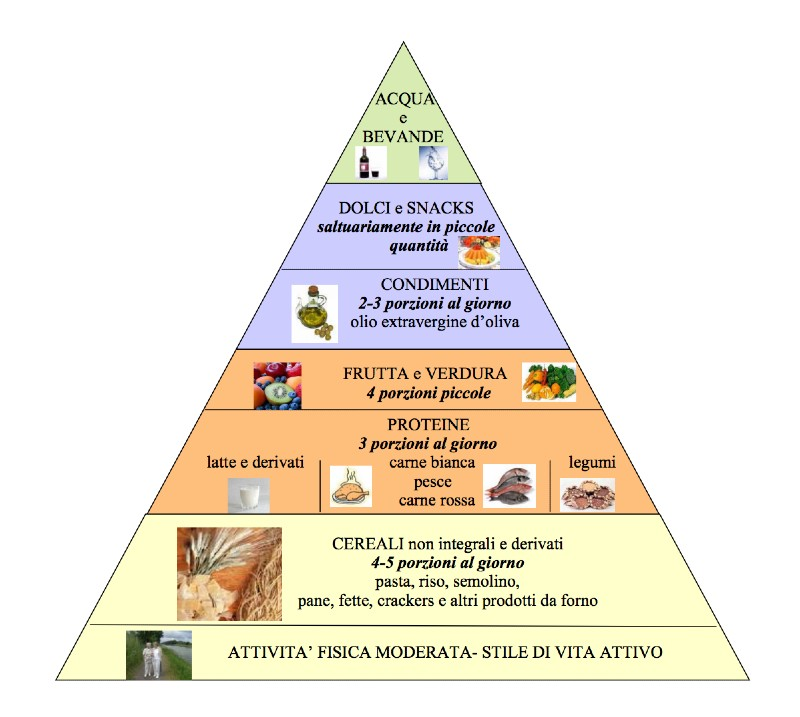 ACQUA
e
BEVANDE
DOLCI e SNACKS
saltuariamente in piccole
quantità
CONDIMENTI
2-3 porzioni al giorno
olio extravergine d’oliva
FRUTTA e VERDURA
4 porzioni piccole
PROTEINE
3 porzioni al giorno
latte e derivati
carne bianca
pesce
carne rossa
legumi
CEREALI non integrali e derivati
4-5 porzioni al giorno
pasta, riso, semolino,
pane, fette, crackers e altri prodotti da forno
ATTIVITA’ FISICA MODERATA- STILE DI VITA ATTIVO